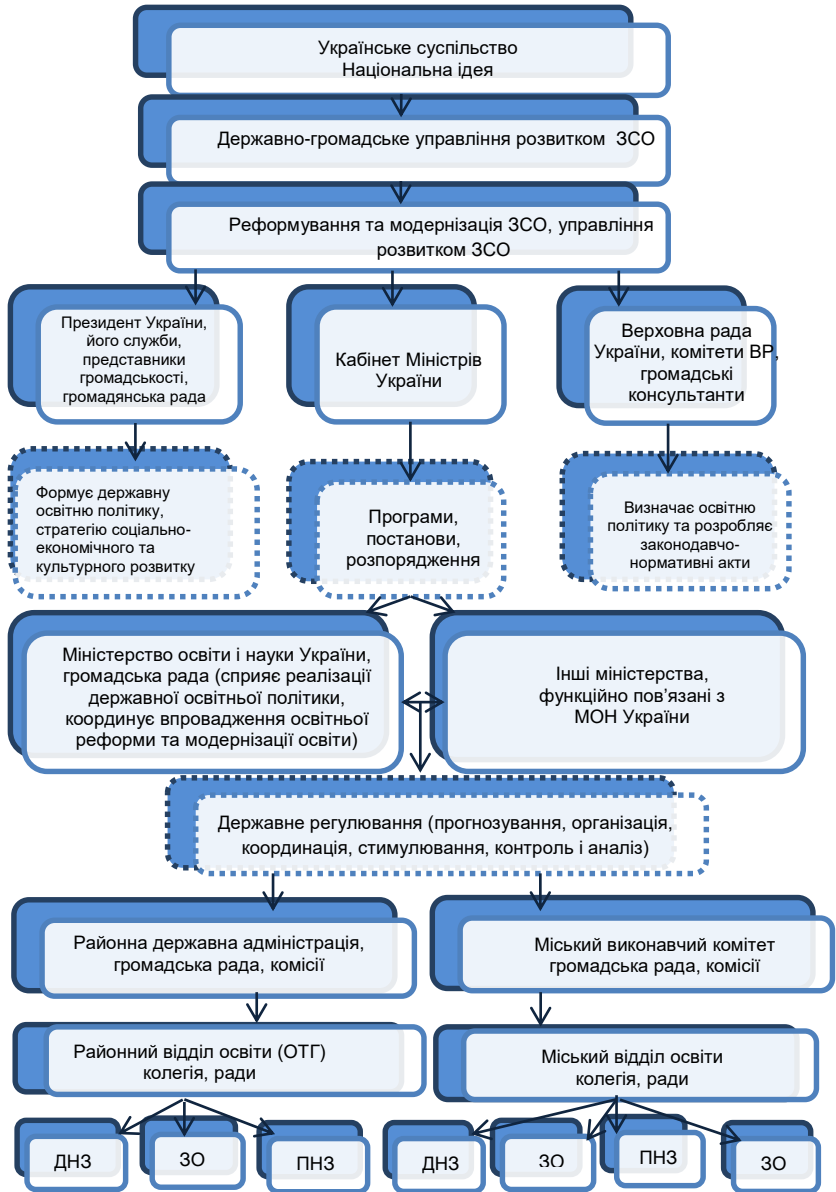 Українське суспільство
Національна ідея
Державно-громадське управління розвитком ЗСО
Реформування та модернізація ЗСО, управління
розвитком ЗСО
Президент України,
його служби,
представники
громадськості,
громадянська рада
Кабінет Міністрів
України
Верховна рада
України, комітети ВР,
громадські
консультанти
Формує державну
освітню політику,
стратегію соціально-
економічного та
культурного розвитку
Програми,
постанови,
розпорядження
Визначає освітню
політику та розробляє
законодавчо-
нормативні акти
Міністерство освіти і науки України,
громадська рада (сприяє реалізації
державної освітньої політики,
координує впровадження освітньої
реформи та модернізації освіти)
Інші міністерства,
функційно пов’язані з
МОН України
Державне регулювання (прогнозування, організація,
координація, стимулювання, контроль і аналіз)
Районна державна адміністрація,
громадська рада, комісії
Міський виконавчий комітет
громадська рада, комісії
Районний відділ освіти (ОТГ)
колегія, ради
Міський відділ освіти
колегія, ради
ДНЗ
ЗО
ПНЗ
ДНЗ
ЗО
ПНЗ
ЗО